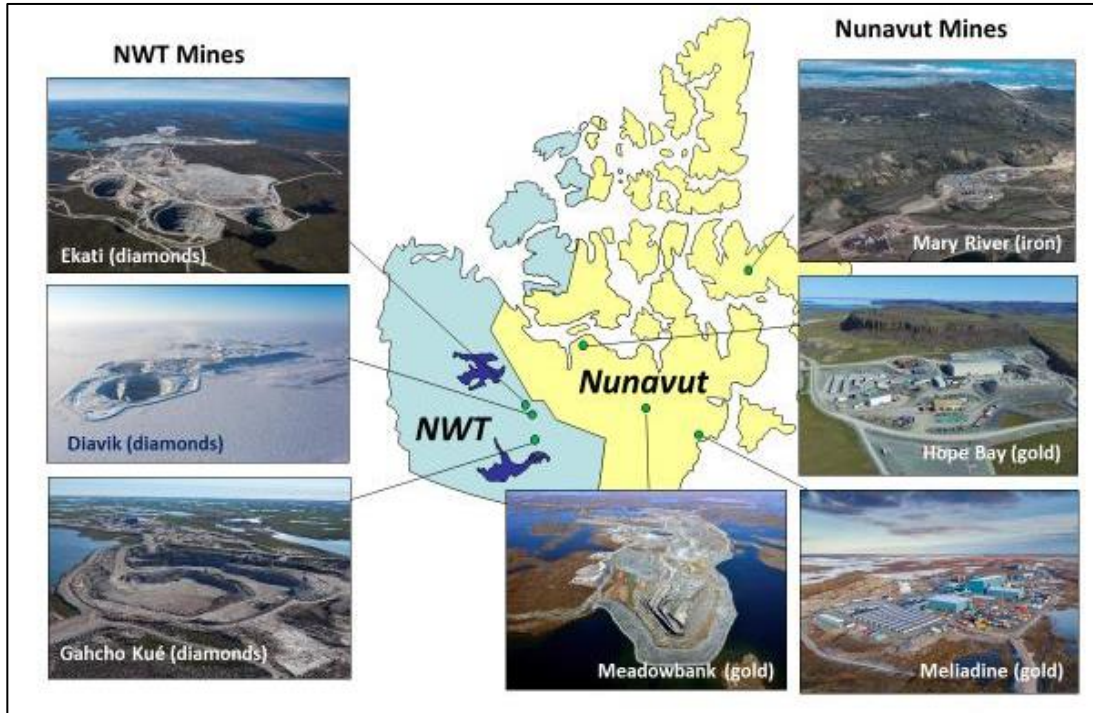 NWT Mines
Nunavut Mines
Ekati (diamonds)
Mary River (iron)
Diavik (diamonds)
Hope Bay (gold)
Nunavut
NWT
Gahcho Kué (diamonds)
Meadowbank (gold)
Meliadine (gold)